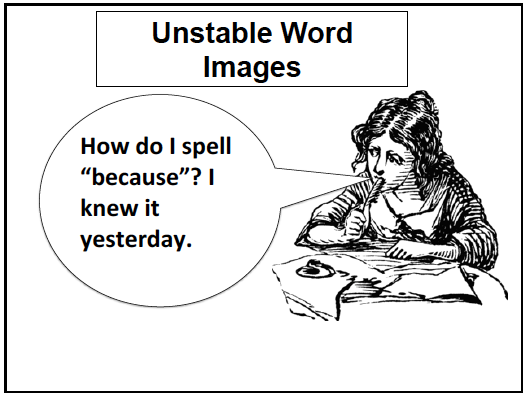 Unstable Word
Images
How do I spell
“because”? I
knew it
yesterday.